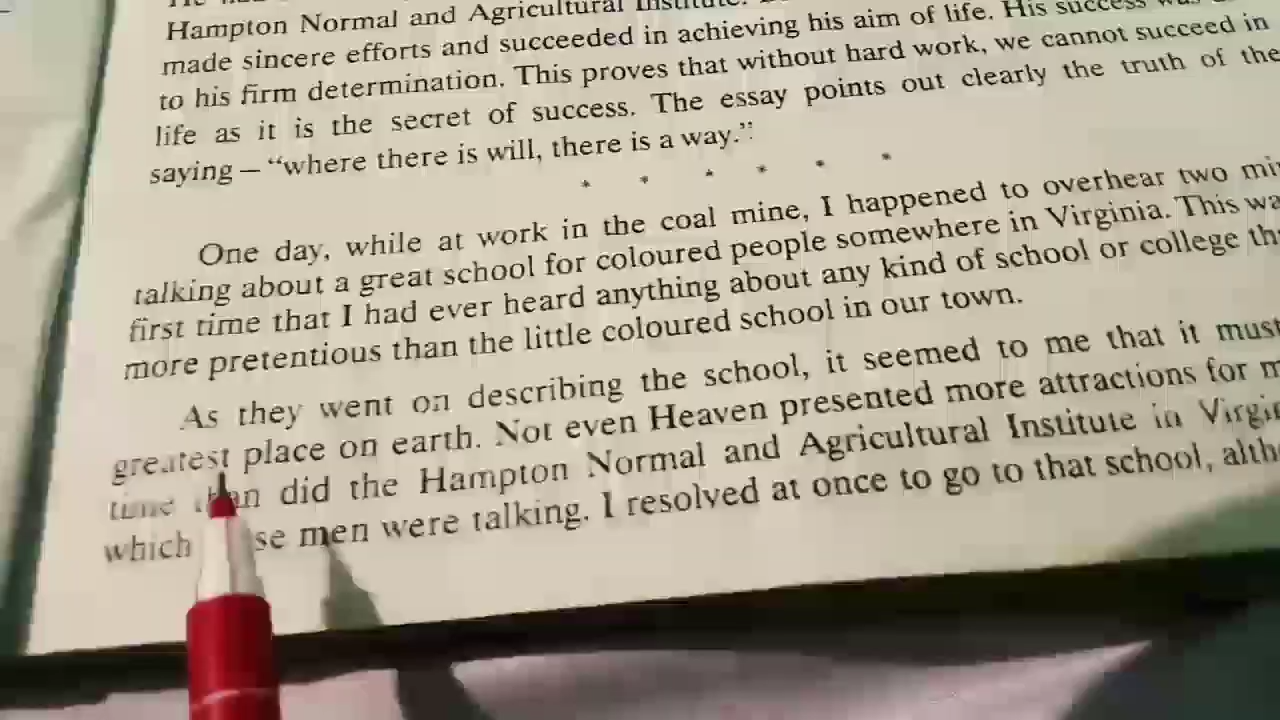 Hampton Normal and Agricultural Institute.
made sincere efforts and succeeded in achieving his aim of life. His success was
to his firm determination. This proves that without hard work, we cannot succeed in
life as it is the secret of success. The essay points out clearly the truth of the
saying – “where there is will, there is a way.”
* * * * * *
One day, while at work in the coal mine, I happened to overhear two
talking about a great school for coloured people somewhere in Virginia. This
first time that I had ever heard anything about any kind of school or college
more pretentious than the little coloured school in our town.
As they went on describing the school, it seemed to me that it must
greatest place on earth. Not even Heaven presented more attractions for
time than did the Hampton Normal and Agricultural Institute in
which men were talking. I resolved at once to go to that school,